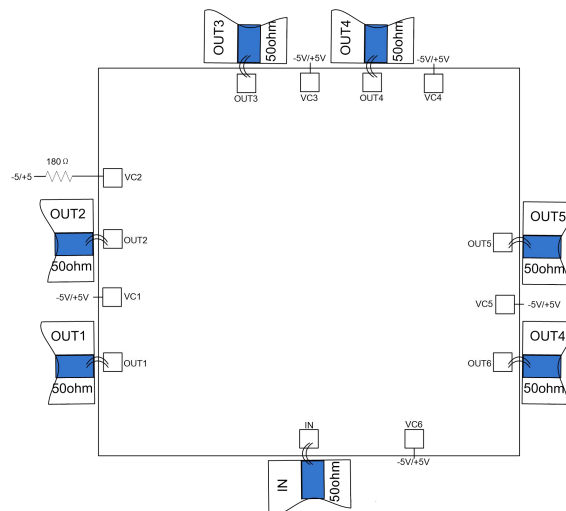 OUT3
50ohm
OUT4
50ohm
-5V/+5V
-5V/+5V
OUT3
VC3
OUT4
VC4
180 Ω
-5/+5
VC2
OUT2
50ohm
OUT2
OUT5
OUT5
50ohm
-5V/+5V
VC1
VC5
-5V/+5V
OUT1
50ohm
OUT1
OUT6
OUT4
50ohm
IN
VC6
-5V/+5V
IN
50ohm